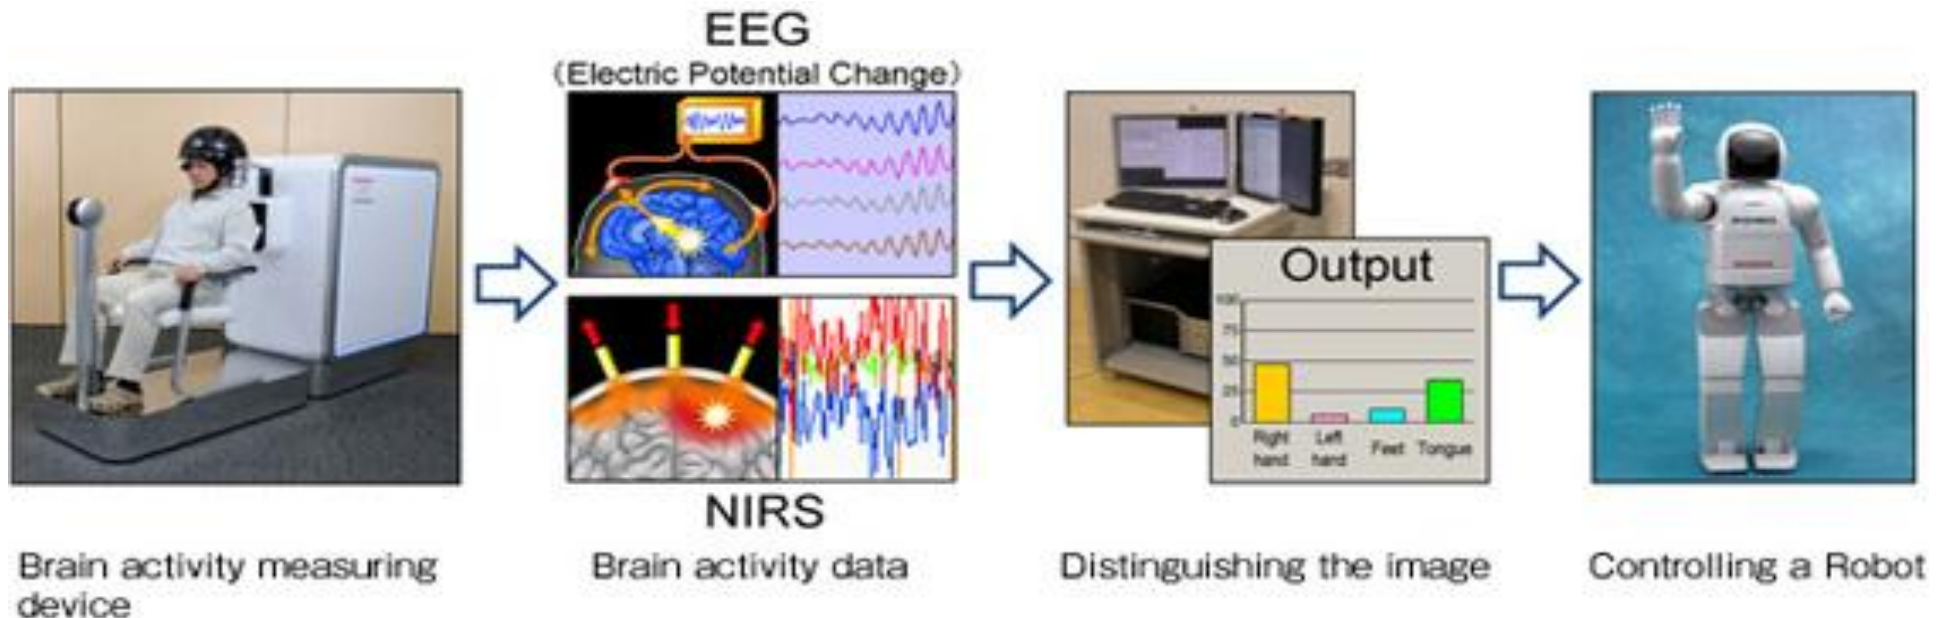 EEG
(Electric Potential Change)
Output
100
75
50
25
0
Right
hand
Left
hand
Feet
Tongue
NIRS
Brain activity measuring
device
Brain activity data
Distinguishing the image
Controlling a Robot